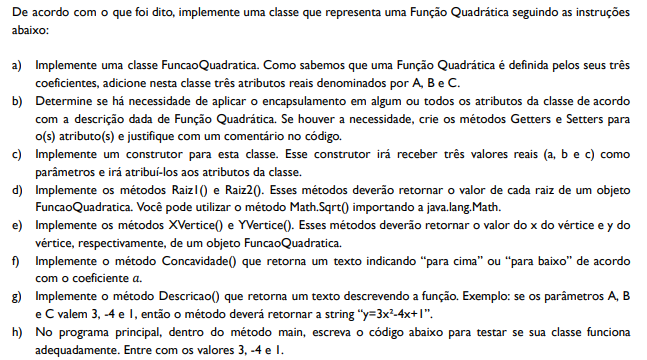 De acordo com o que foi dito, implemente uma classe que representa uma Função Quadrática seguindo as instruções
abaixo:
a) Implemente uma classe FuncaoQuadratica. Como sabemos que uma Função Quadrática é definida pelos seus três
coeficientes, adicione nesta classe três atributos reais denominados por A, B e C.
b) Determine se há necessidade de aplicar o encapsulamento em algum ou todos os atributos da classe de acordo
com a descrição dada de Função Quadrática. Se houver a necessidade, crie os métodos Getters e Setters para
o(s) atributo(s) e justifique com um comentário no código.
c) Implemente um construtor para esta classe. Esse construtor irá receber três valores reais (a, b e c) como
parâmetros e irá atribuí-los aos atributos da classe.
d) Implemente os métodos Raiz1() e Raiz2(). Esses métodos deverão retornar o valor de cada raiz de um objeto
FuncaoQuadratica. Você pode utilizar o método Math.Sqrt() importando a java.lang.Math.
e) Implemente os métodos XVertice() e YVertice(). Esses métodos deverão retornar o valor do x do vértice e y do
vértice, respectivamente, de um objeto FuncaoQuadratica.
f) Implemente o método Concavidade() que retorna um texto indicando “para cima” ou “para baixo” de acordo
com o coeficiente a.
g) Implemente o método Descricao() que retorna um texto descrevendo a função. Exemplo: se os parâmetros A, B
e C valem 3, -4 e 1, então o método deverá retornar a string “y=3x²-4x+1”.
h) No programa principal, dentro do método main, escreva o código abaixo para testar se sua classe funciona
adequadamente. Entre com os valores 3, -4 e 1.